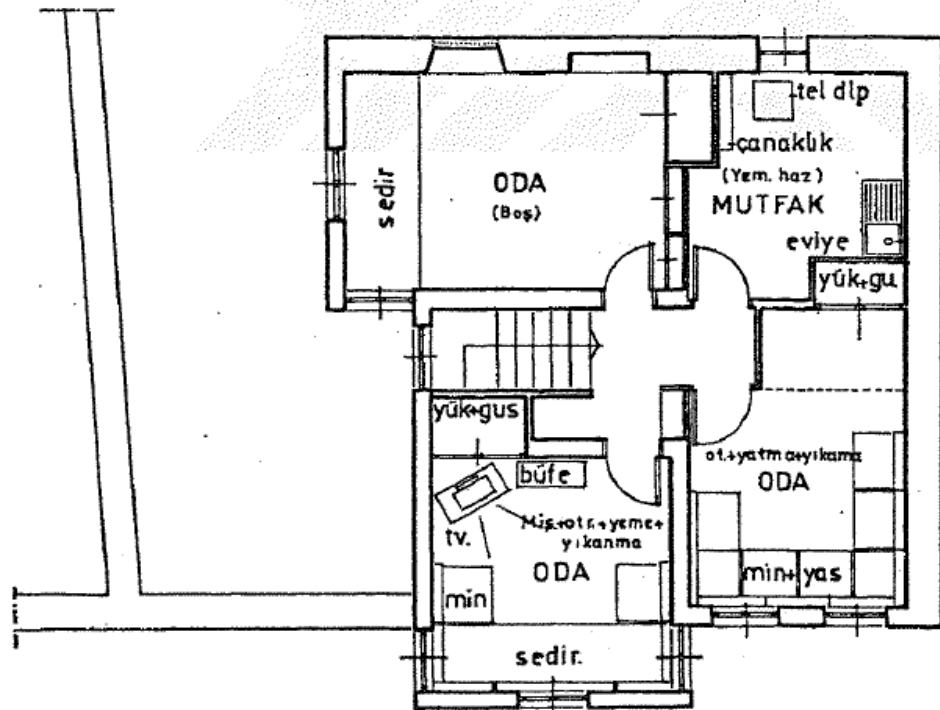 tel dlp
çanaklık
(Yem. haz)
MUTFAK
eviye
yük+gu
sedir
ODA
(Boş)
yük+gus
büfe
tv.
Mis+otr+yeme+
yıkanma
ODA
min
sedir.
ot.+yatma+yıkama
ODA
min+yas